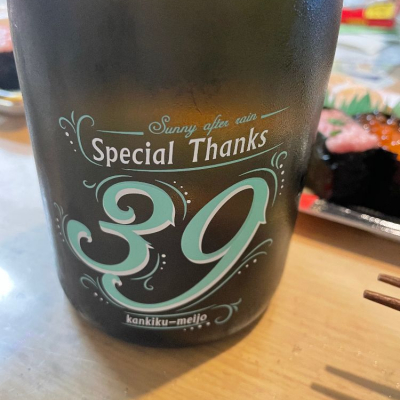 Sunny after rain
Special Thanks
39
kankiku-meijo